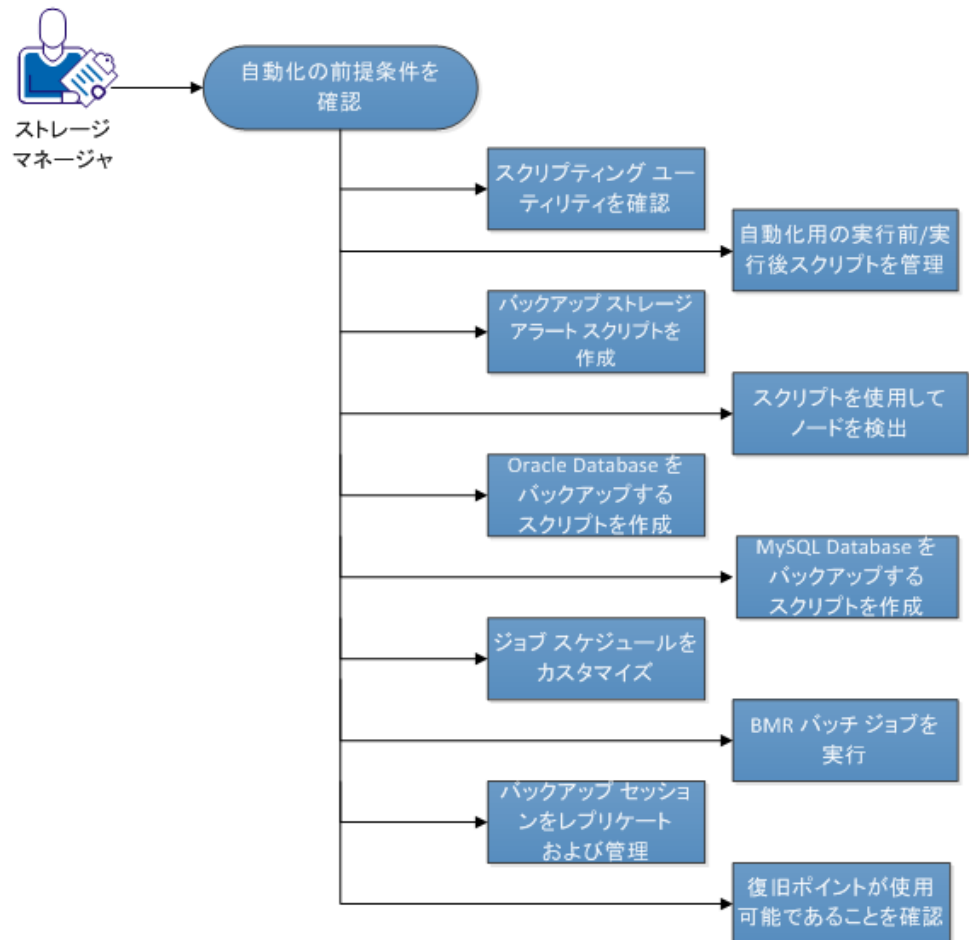 自動化の前提条件を
確認
ストレージ
マネージャ
スクリプティング ユー
ティリティを確認
自動化用の実行前/実
行後スクリプトを管理
バックアップ ストレージ
アラート スクリプトを
作成
スクリプトを使用して
ノードを検出
Oracle Database を
バックアップする
スクリプトを作成
MySQL Database を
バックアップする
スクリプトを作成
ジョブ スケジュールを
カスタマイズ
BMR バッチ ジョブを
実行
バックアップ セッショ
ンをレプリケート
および管理
復旧ポイントが使用
可能であることを確認